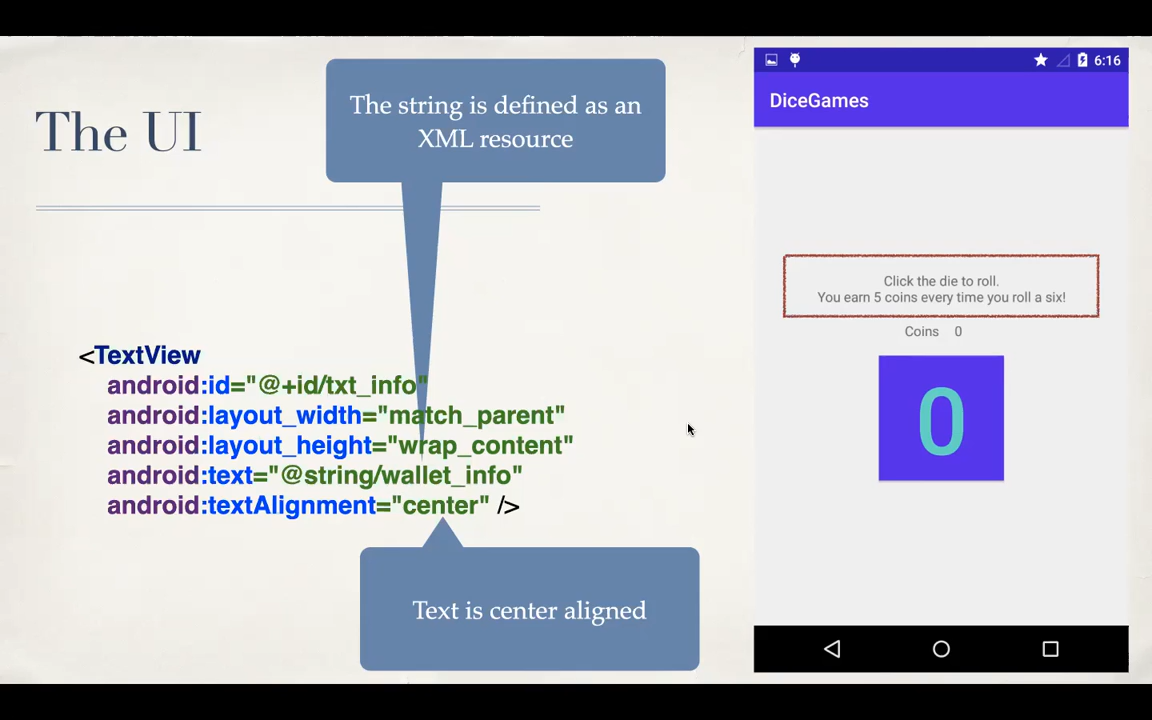 The UI
The string is defined as an
XML resource
<TextView
android:id="@+id/txt_info"
android:layout_width="match_parent"
android:layout_height="wrap_content"
android:text="@string/wallet_info"
android:textAlignment="center" />
Text is center aligned
6:16
DiceGames
Click the die to roll.
You earn 5 coins every time you roll a six!
Coins 0
0